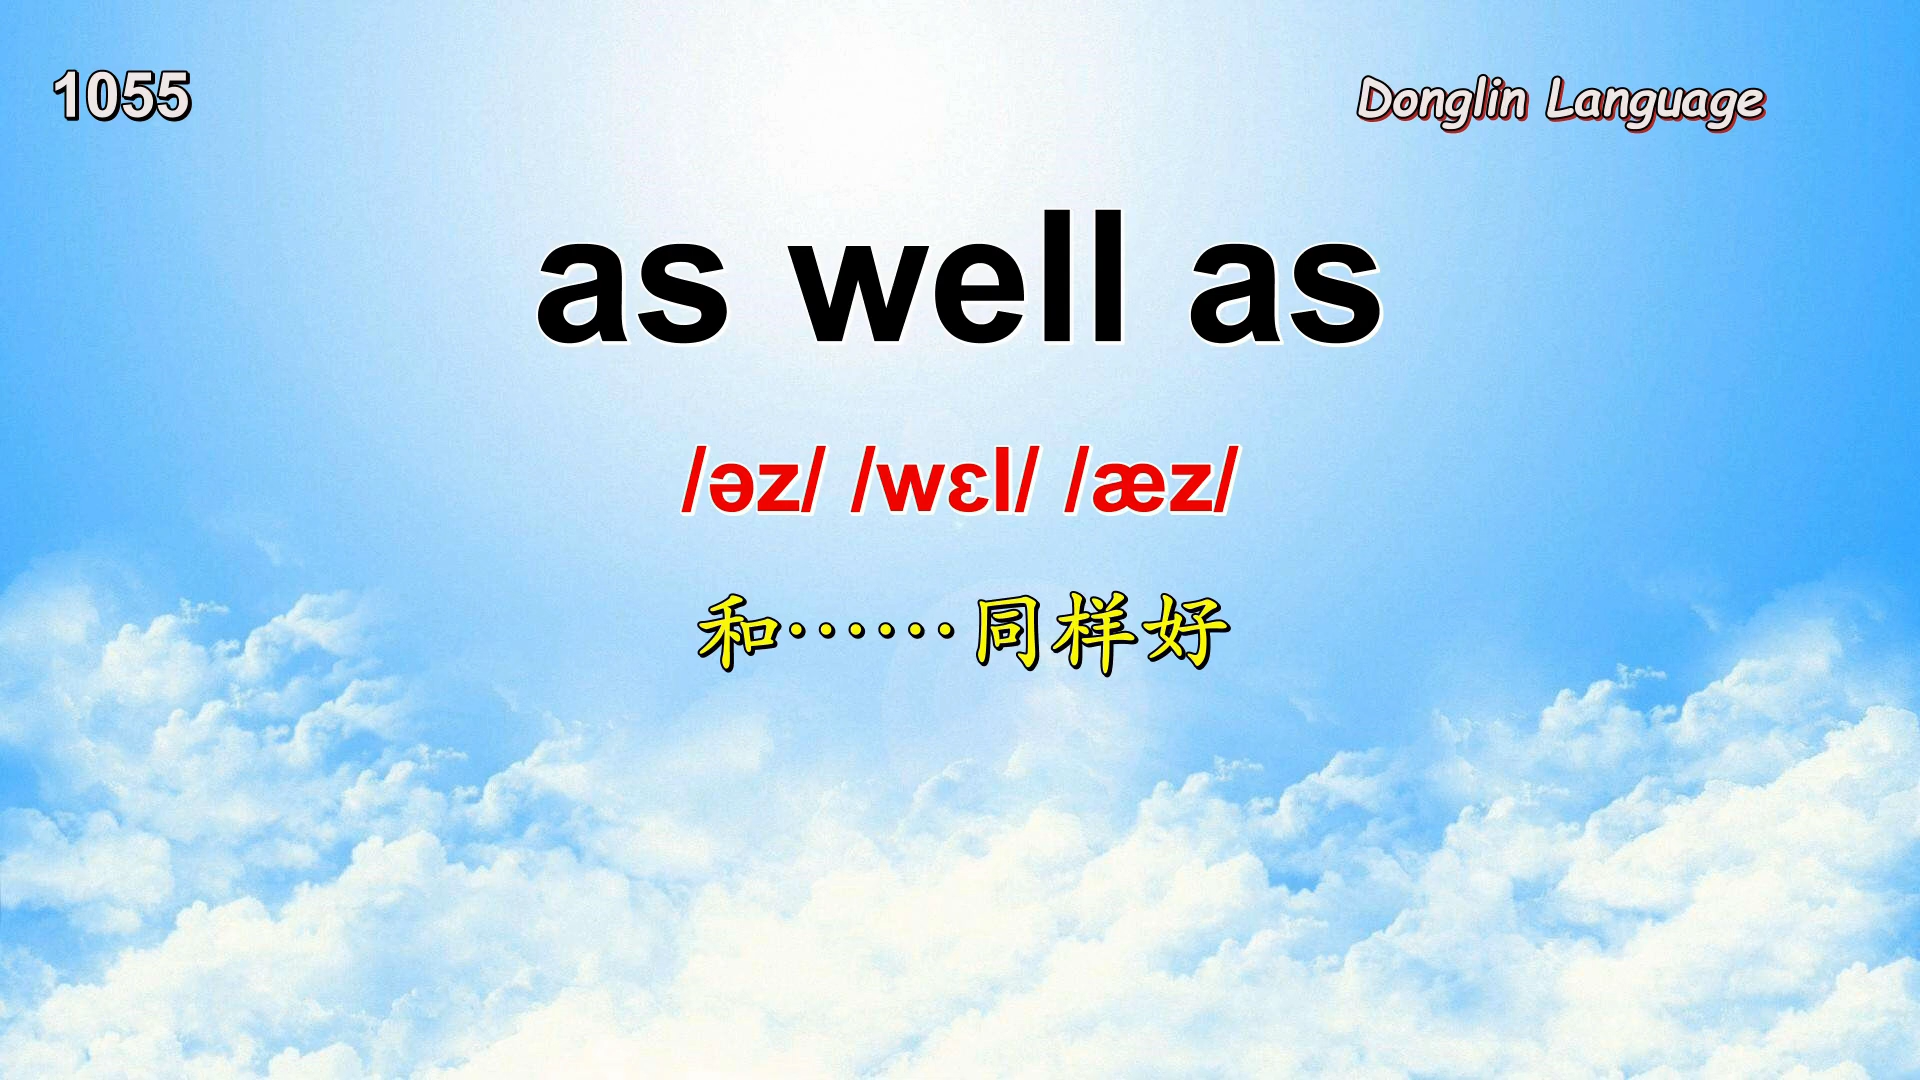 1055
Donglin Language
as well as
/əz/ /wɛl/ /æz/
和······同样好